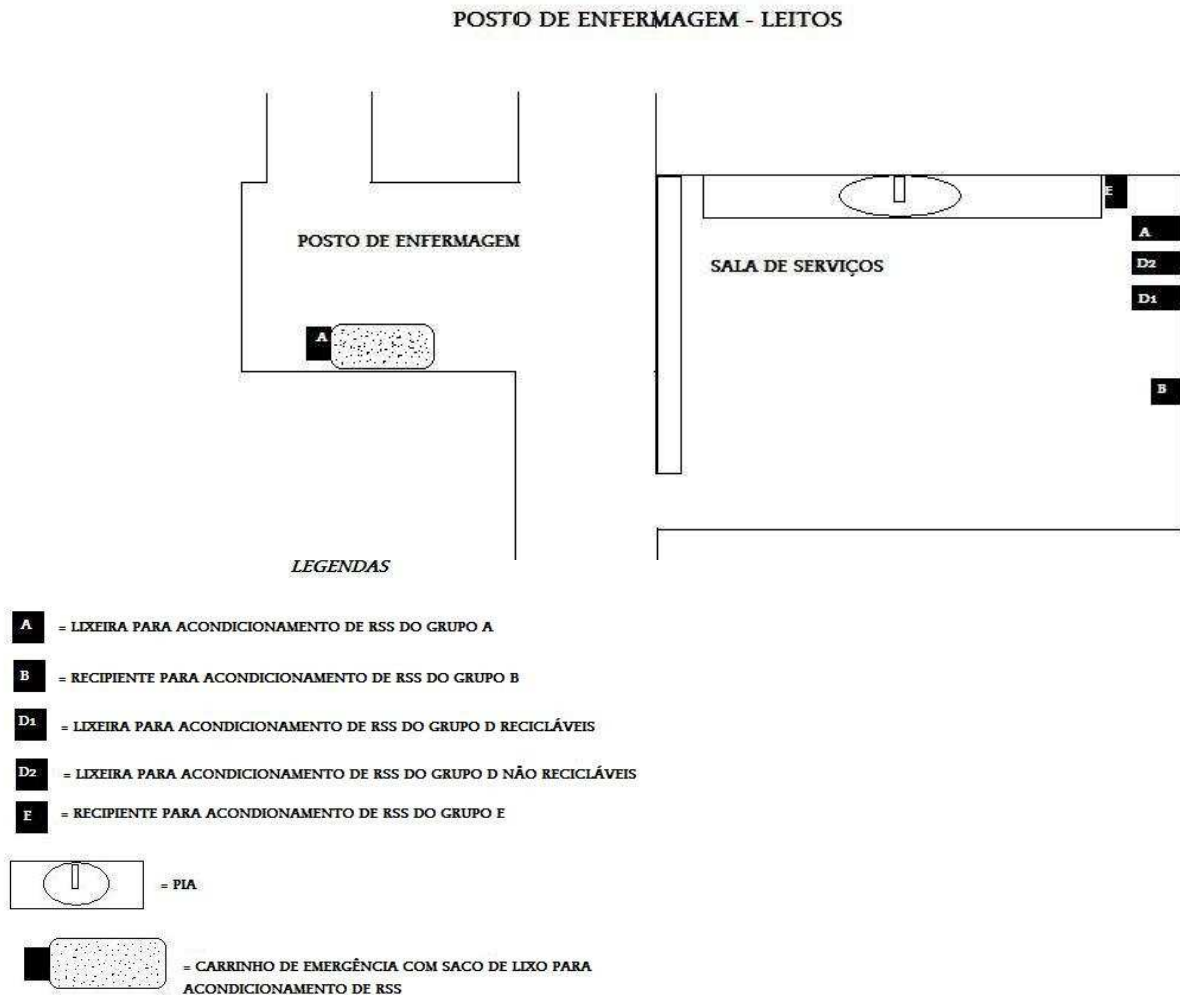 POSTO DE ENFERMAGEM - LEITOS
E
A
POSTO DE ENFERMAGEM
SALA DE SERVIÇOS
D2
D1
A
B
LEGENDAS
A = LIXEIRA PARA ACONDICIONAMENTO DE RSS DO GRUPO A
B = RECIPIENTE PARA ACONDICIONAMENTO DE RSS DO GRUPO B
D1 = LIXEIRA PARA ACONDICIONAMENTO DE RSS DO GRUPO D RECICLÁVEIS
D2 = LIXEIRA PARA ACONDICIONAMENTO DE RSS DO GRUPO D NÃO RECICLÁVEIS
E = RECIPIENTE PARA ACONDIONAMENTO DE RSS DO GRUPO E
= PIA
= CARRINHO DE EMERGÊNCIA COM SACO DE LIXO PARA
ACONDICIONAMENTO DE RSS